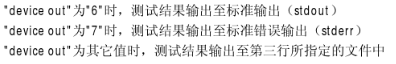 "device out"为"6"时，测试结果输出至标准输出（stdout）
"device out"为"7"时，测试结果输出至标准错误输出（stderr）
"device out"为其它值时，测试结果输出至第三行所指定的文件中